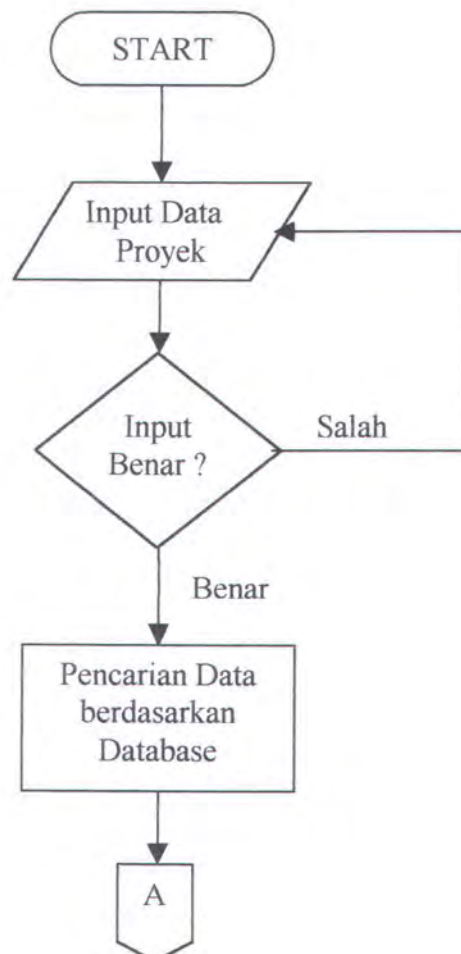 START
Input Data
Proyek
Input
Benar ?
Salah
Benar
Pencarian Data
berdasarkan
Database
A